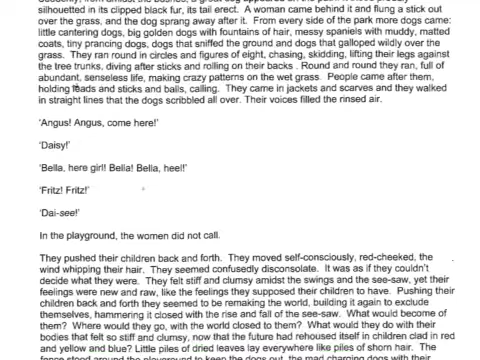 silhouetted in its clipped black fur, its tail erect. A woman came behind it and flung a stick out
over the grass, and the dog sprang away after it. From every side of the park more dogs came:
little cantering dogs, big golden dogs with fountains of hair, messy spaniels with muddy, matted
coats, tiny prancing dogs, dogs that sniffed the ground and dogs that galloped wildly over the
grass. They ran round in circles and figures of eight, chasing, skidding, lifting their legs against
the tree trunks, diving after sticks and rolling on their backs . Round and round they ran, full of
abundant, senseless life, making crazy patterns on the wet grass. People came after them,
holding leads and sticks and balls, calling. They came in jackets and scarves and they walked
in straight lines that the dogs scribbled all over. Their voices filled the rinsed air.
‘Angus! Angus, come here!’
‘Daisy!’
‘Bella, here girl! Bella! Bella, heel!’
‘Fritz! Fritz!’
‘Dai-see!’
In the playground, the women did not call.
They pushed their children back and forth. They moved self-consciously, red-cheeked, the
wind whipping their hair. They seemed confusedly disconsolate. It was as if they couldn’t
decide what they were. They felt stiff and clumsy amidst the swings and the see-saw, yet their
feelings were new and raw, like the feelings they supposed their children to have. Pushing their
children back and forth they seemed to be remaking the world, building it again to exclude
themselves, hammering it closed with the rise and fall of the see-saw. What would become of
them? Where would they go, with the world closed to them? What would they do with their
bodies that felt so stiff and clumsy, now that the future had rehoused itself in children clad in red
and yellow and blue? Little piles of dried leaves lay everywhere like piles of shorn hair. The
fence stood around the playground to keep the dogs out, the mad charging dogs with their